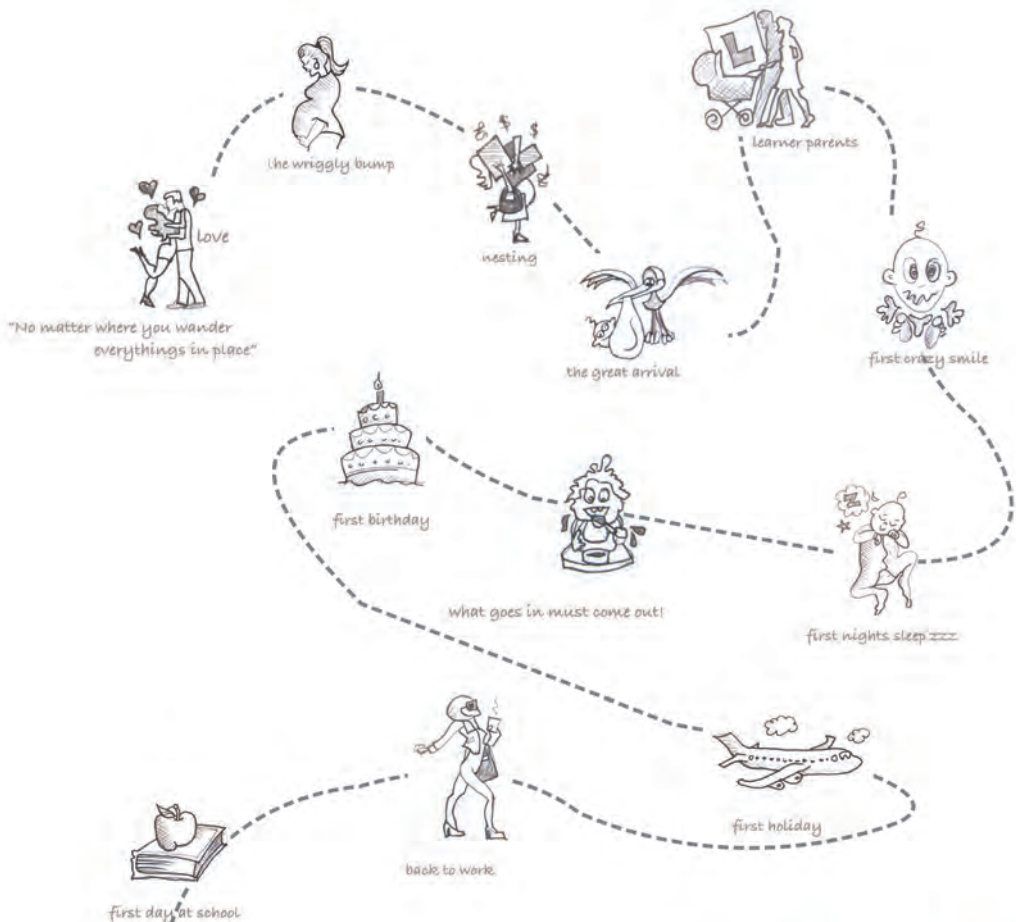 Love
"No matter where you wander
everythings in place"
the wriggly bump
nesting
$ $
the great arrival
L
learner parents
first crazy smile
Z
first nights sleep zzz
what goes in must come out!
first birthday
first holiday
back to work
first day at school